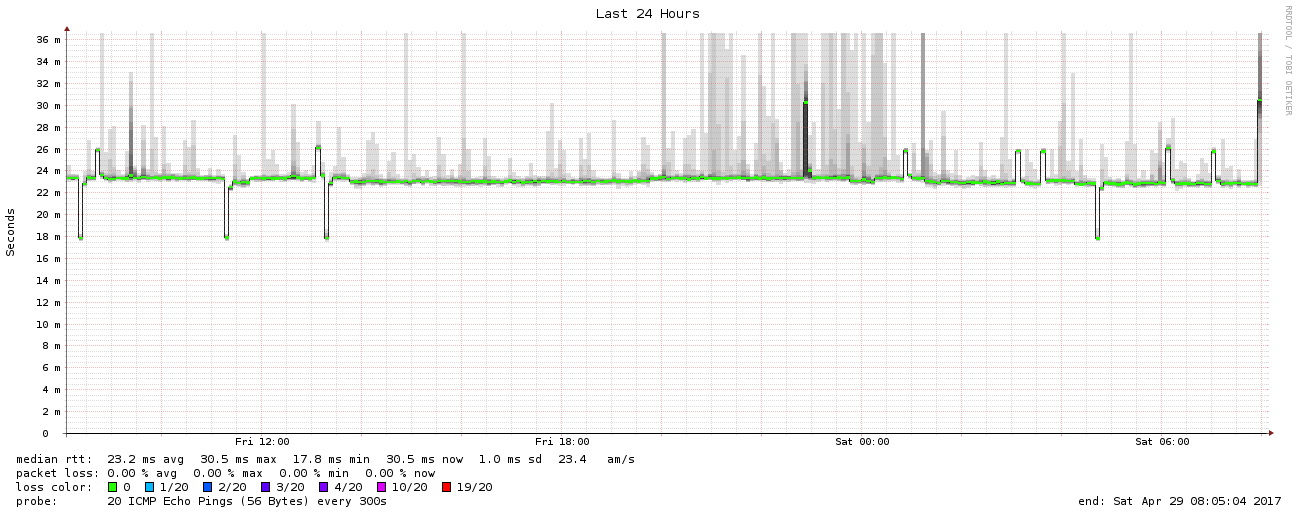 Last 24 Hours
RRDTOOL / TOBI OETIKER
Seconds
36 m
34 m
32 m
30 m
28 m
26 m
24 m
22 m
20 m
18 m
16 m
14 m
12 m
10 m
8 m
6 m
4 m
2 m
0
Fri 12:00 Fri 18:00 Sat 00:00 Sat 06:00
median rtt: 23.2 ms avg 30.5 ms max 17.8 ms min 30.5 ms now 1.0 ms sd 23.4 am/s
packet loss: 0.00 % avg 0.00 % max 0.00 % min 0.00 % now
loss color: 0 1/20 2/20 3/20 4/20 10/20 19/20
probe: 20 ICMP Echo Pings (56 Bytes) every 300s
end: Sat Apr 29 08:05:04 2017